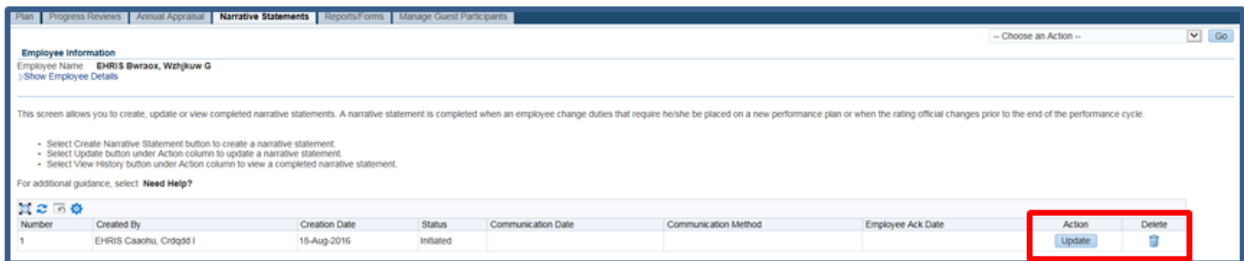 Plan Progress Reviews Annual Appraisal Narrative Statements Reports/Forms Manage Guest Participants
-- Choose an Action -- Go
Employee Information
Employee Name EHRIS Bwraox, Wzhjkuw G
Show Employee Details
This screen allows you to create, update or view completed narrative statements. A narrative statement is completed when an employee change duties that require he/she be placed on a new performance plan or when the rating official changes prior to the end of the performance cycle.
• Select Create Narrative Statement button to create a narrative statement.
• Select Update button under Action column to update a narrative statement.
• Select View History button under Action column to view a completed narrative statement.
For additional guidance, select Need Help?
Number Created By Creation Date Status Communication Date Communication Method Employee Ack Date Action Delete
1 EHRIS Caaohu, Crdqdd I 18-Aug-2016 Initiated Update